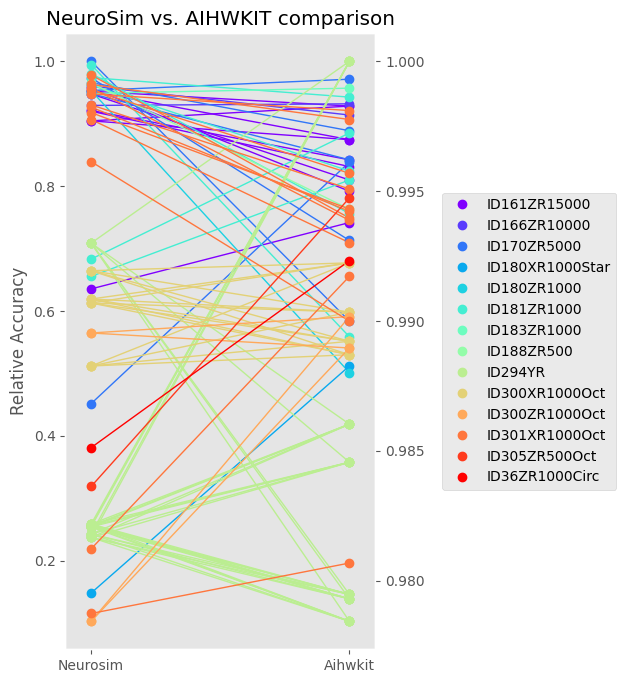 NeuroSim vs. AIHWKIT comparison
1.0
0.8
0.6
0.4
0.2
Relative Accuracy
1.000
0.995
0.990
0.985
0.980
Neurosim
Aihwkit
ID161ZR15000
ID166ZR10000
ID170ZR5000
ID180XR1000Star
ID180ZR1000
ID181ZR1000
ID183ZR1000
ID188ZR500
ID294YR
ID300XR1000Oct
ID300ZR1000Oct
ID301XR1000Oct
ID305ZR500Oct
ID36ZR1000Circ